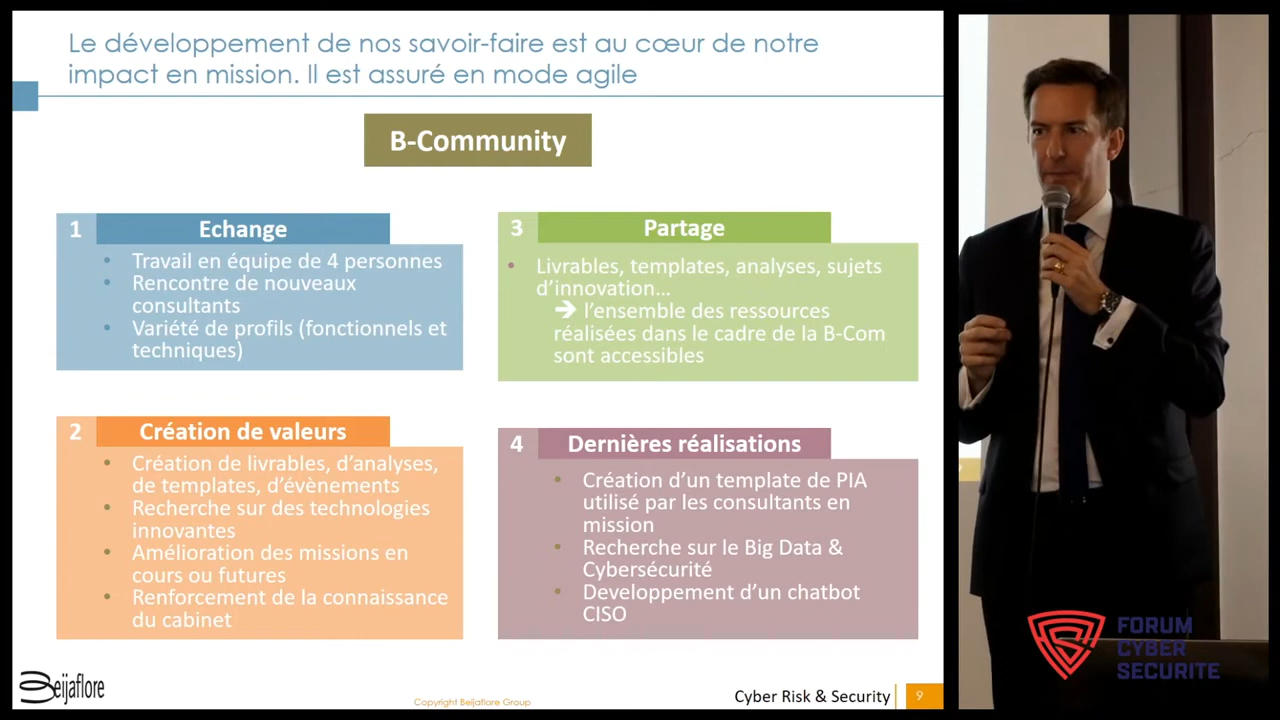 Le développement de nos savoir-faire est au cœur de notre
impact en mission. Il est assuré en mode agile
B-Community
1 Echange
• Travail en équipe de 4 personnes
• Rencontre de nouveaux
consultants
• Variété de profils (fonctionnels et
techniques)
2 Création de valeurs
• Création de livrables, d’analyses,
de templates, d’évènements
• Recherche sur des technologies
innovantes
• Amélioration des missions en
cours ou futures
• Renforcement de la connaissance
du cabinet
3 Partage
• Livrables, templates, analyses, sujets
d’innovation...
➔ l’ensemble des ressources
réalisées dans le cadre de la B-Com
sont accessibles
4 Dernières réalisations
• Création d’un template de PIA
utilisé par les consultants en
mission
• Recherche sur le Big Data &
Cybersécurité
• Developpement d’un chatbot
CISO
Beijaflore
Copyright Beijaflore Group
Cyber Risk & Security
9
FORUM
CYBER
SECURITE